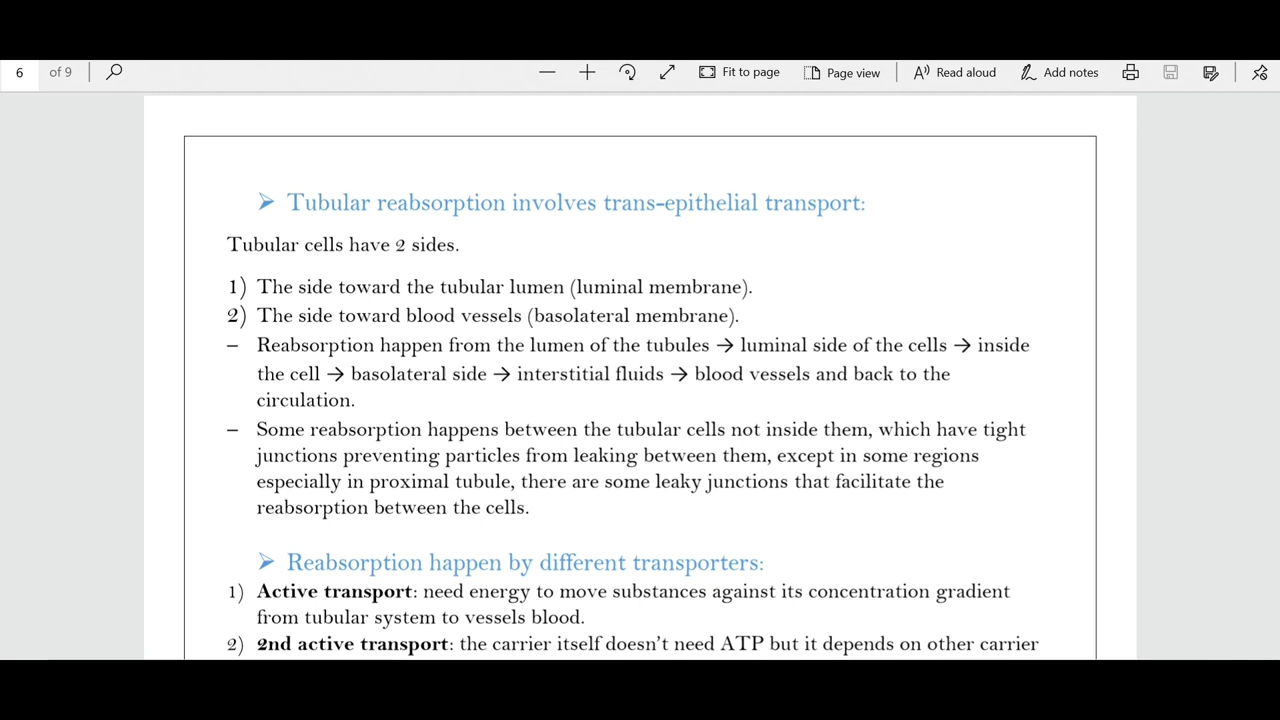 6 of 9 Fit to page Page view Read aloud Add notes
Tubular reabsorption involves trans-epithelial transport:
Tubular cells have 2 sides.
1) The side toward the tubular lumen (luminal membrane).
2) The side toward blood vessels (basolateral membrane).
– Reabsorption happen from the lumen of the tubules → luminal side of the cells → inside
the cell → basolateral side → interstitial fluids → blood vessels and back to the
circulation.
– Some reabsorption happens between the tubular cells not inside them, which have tight
junctions preventing particles from leaking between them, except in some regions
especially in proximal tubule, there are some leaky junctions that facilitate the
reabsorption between the cells.
Reabsorption happen by different transporters:
1) Active transport: need energy to move substances against its concentration gradient
from tubular system to vessels blood.
2) 2nd active transport: the carrier itself doesn't need ATP but it depends on other carrier